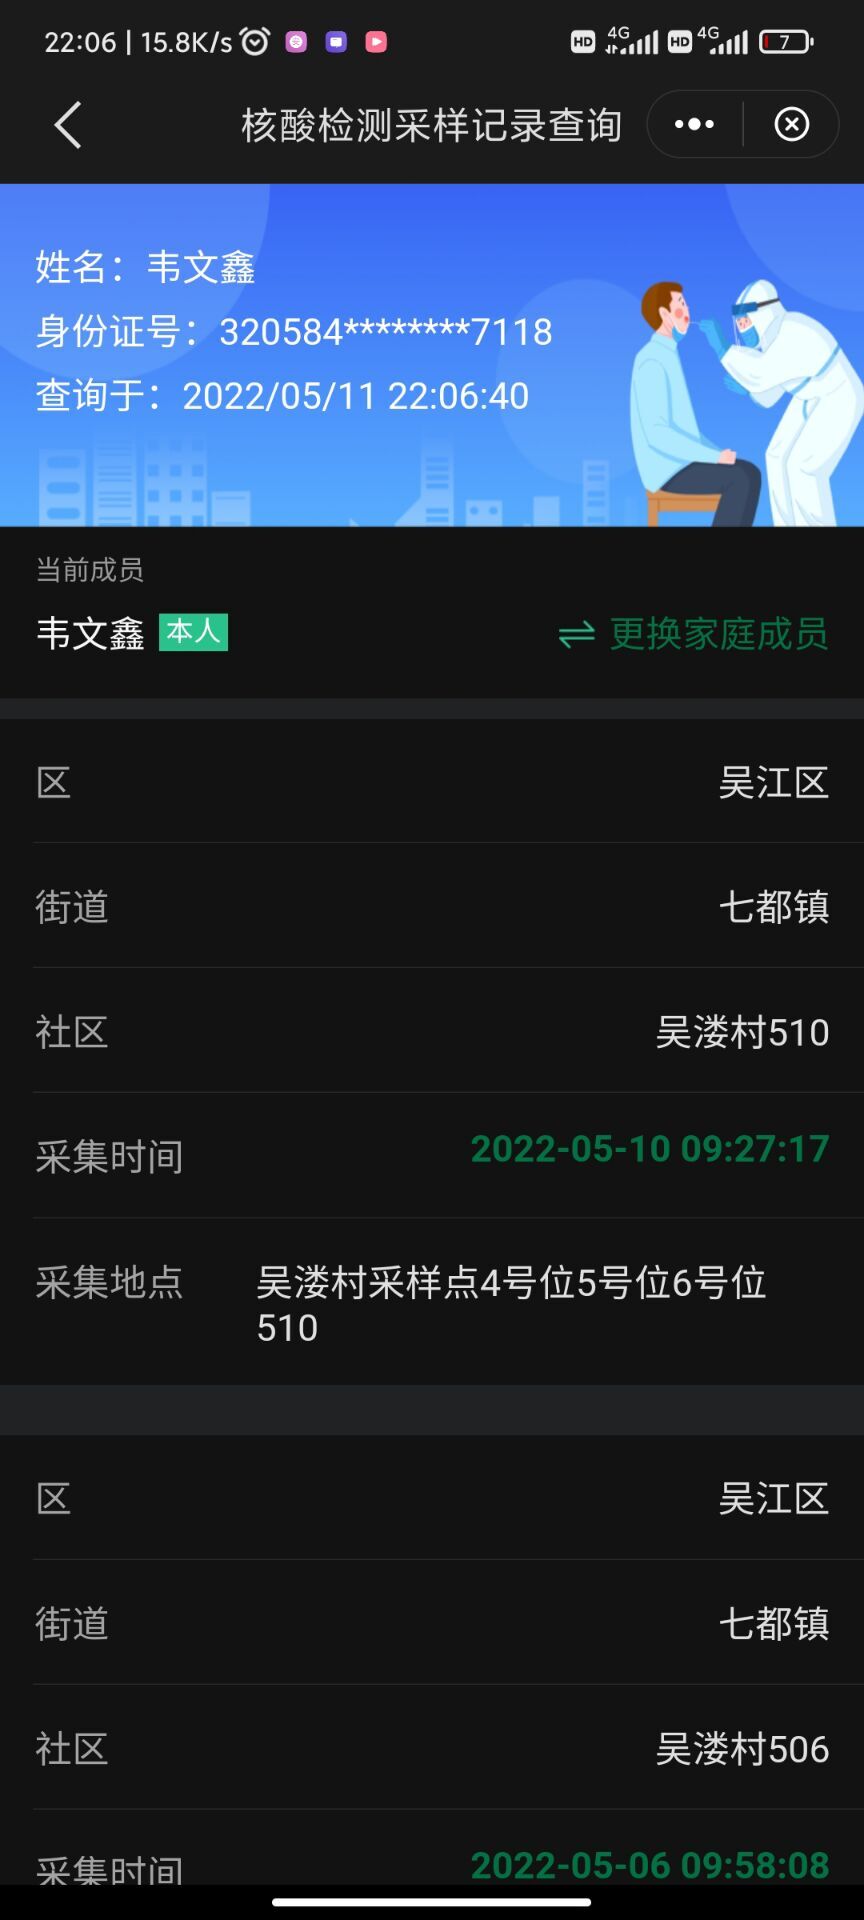 22:06 | 15.8K/s HD 4G HD 4G 7
核酸检测采样记录查询
姓名：韦文鑫
身份证号：320584********7118
查询于：2022/05/11 22:06:40
当前成员
韦文鑫 本人 更换家庭成员
区 吴江区
街道 七都镇
社区 吴溇村510
采集时间 2022-05-10 09:27:17
采集地点 吴溇村采样点4号位5号位6号位
510
区 吴江区
街道 七都镇
社区 吴溇村506
采集时间 2022-05-06 09:58:08